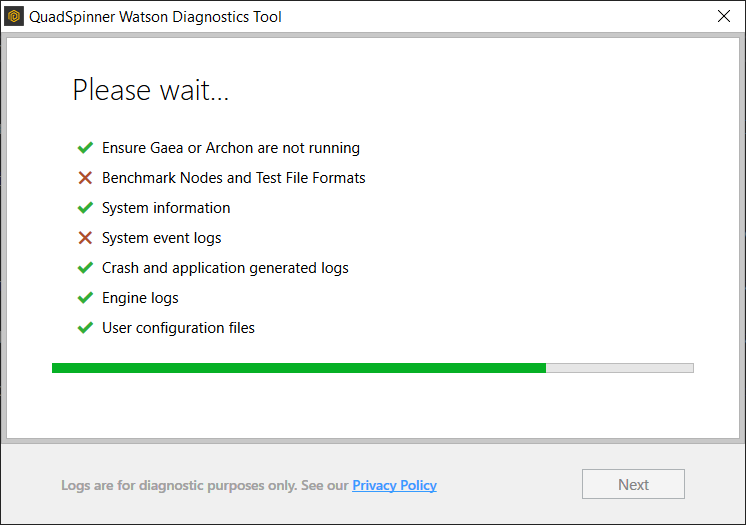 QuadSpinner Watson Diagnostics Tool
Please wait...
Ensure Gaea or Archon are not running
Benchmark Nodes and Test File Formats
System information
System event logs
Crash and application generated logs
Engine logs
User configuration files
Logs are for diagnostic purposes only. See our Privacy Policy
Next